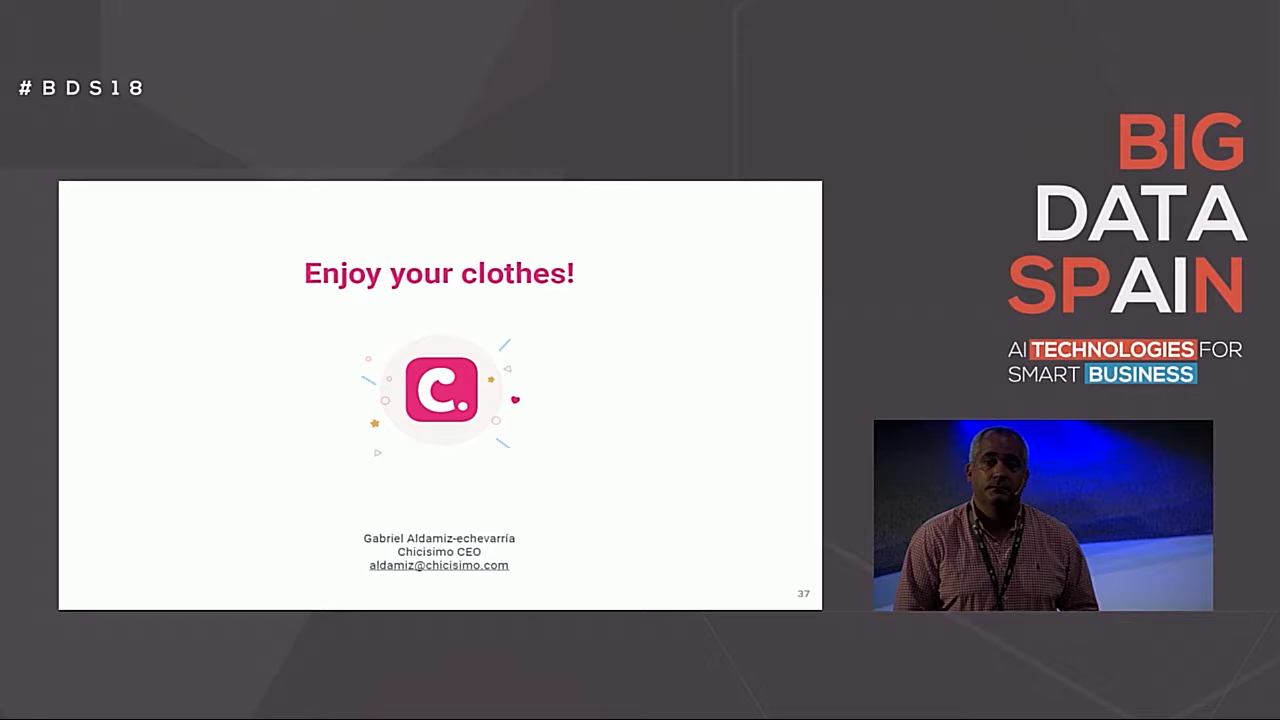 #BDS18
BIG
DATA
SPAIN
AI TECHNOLOGIES FOR
SMART BUSINESS
Enjoy your clothes!
C.
Gabriel Aldamiz-echevarría
Chicisimo CEO
aldamiz@chicisimo.com
37